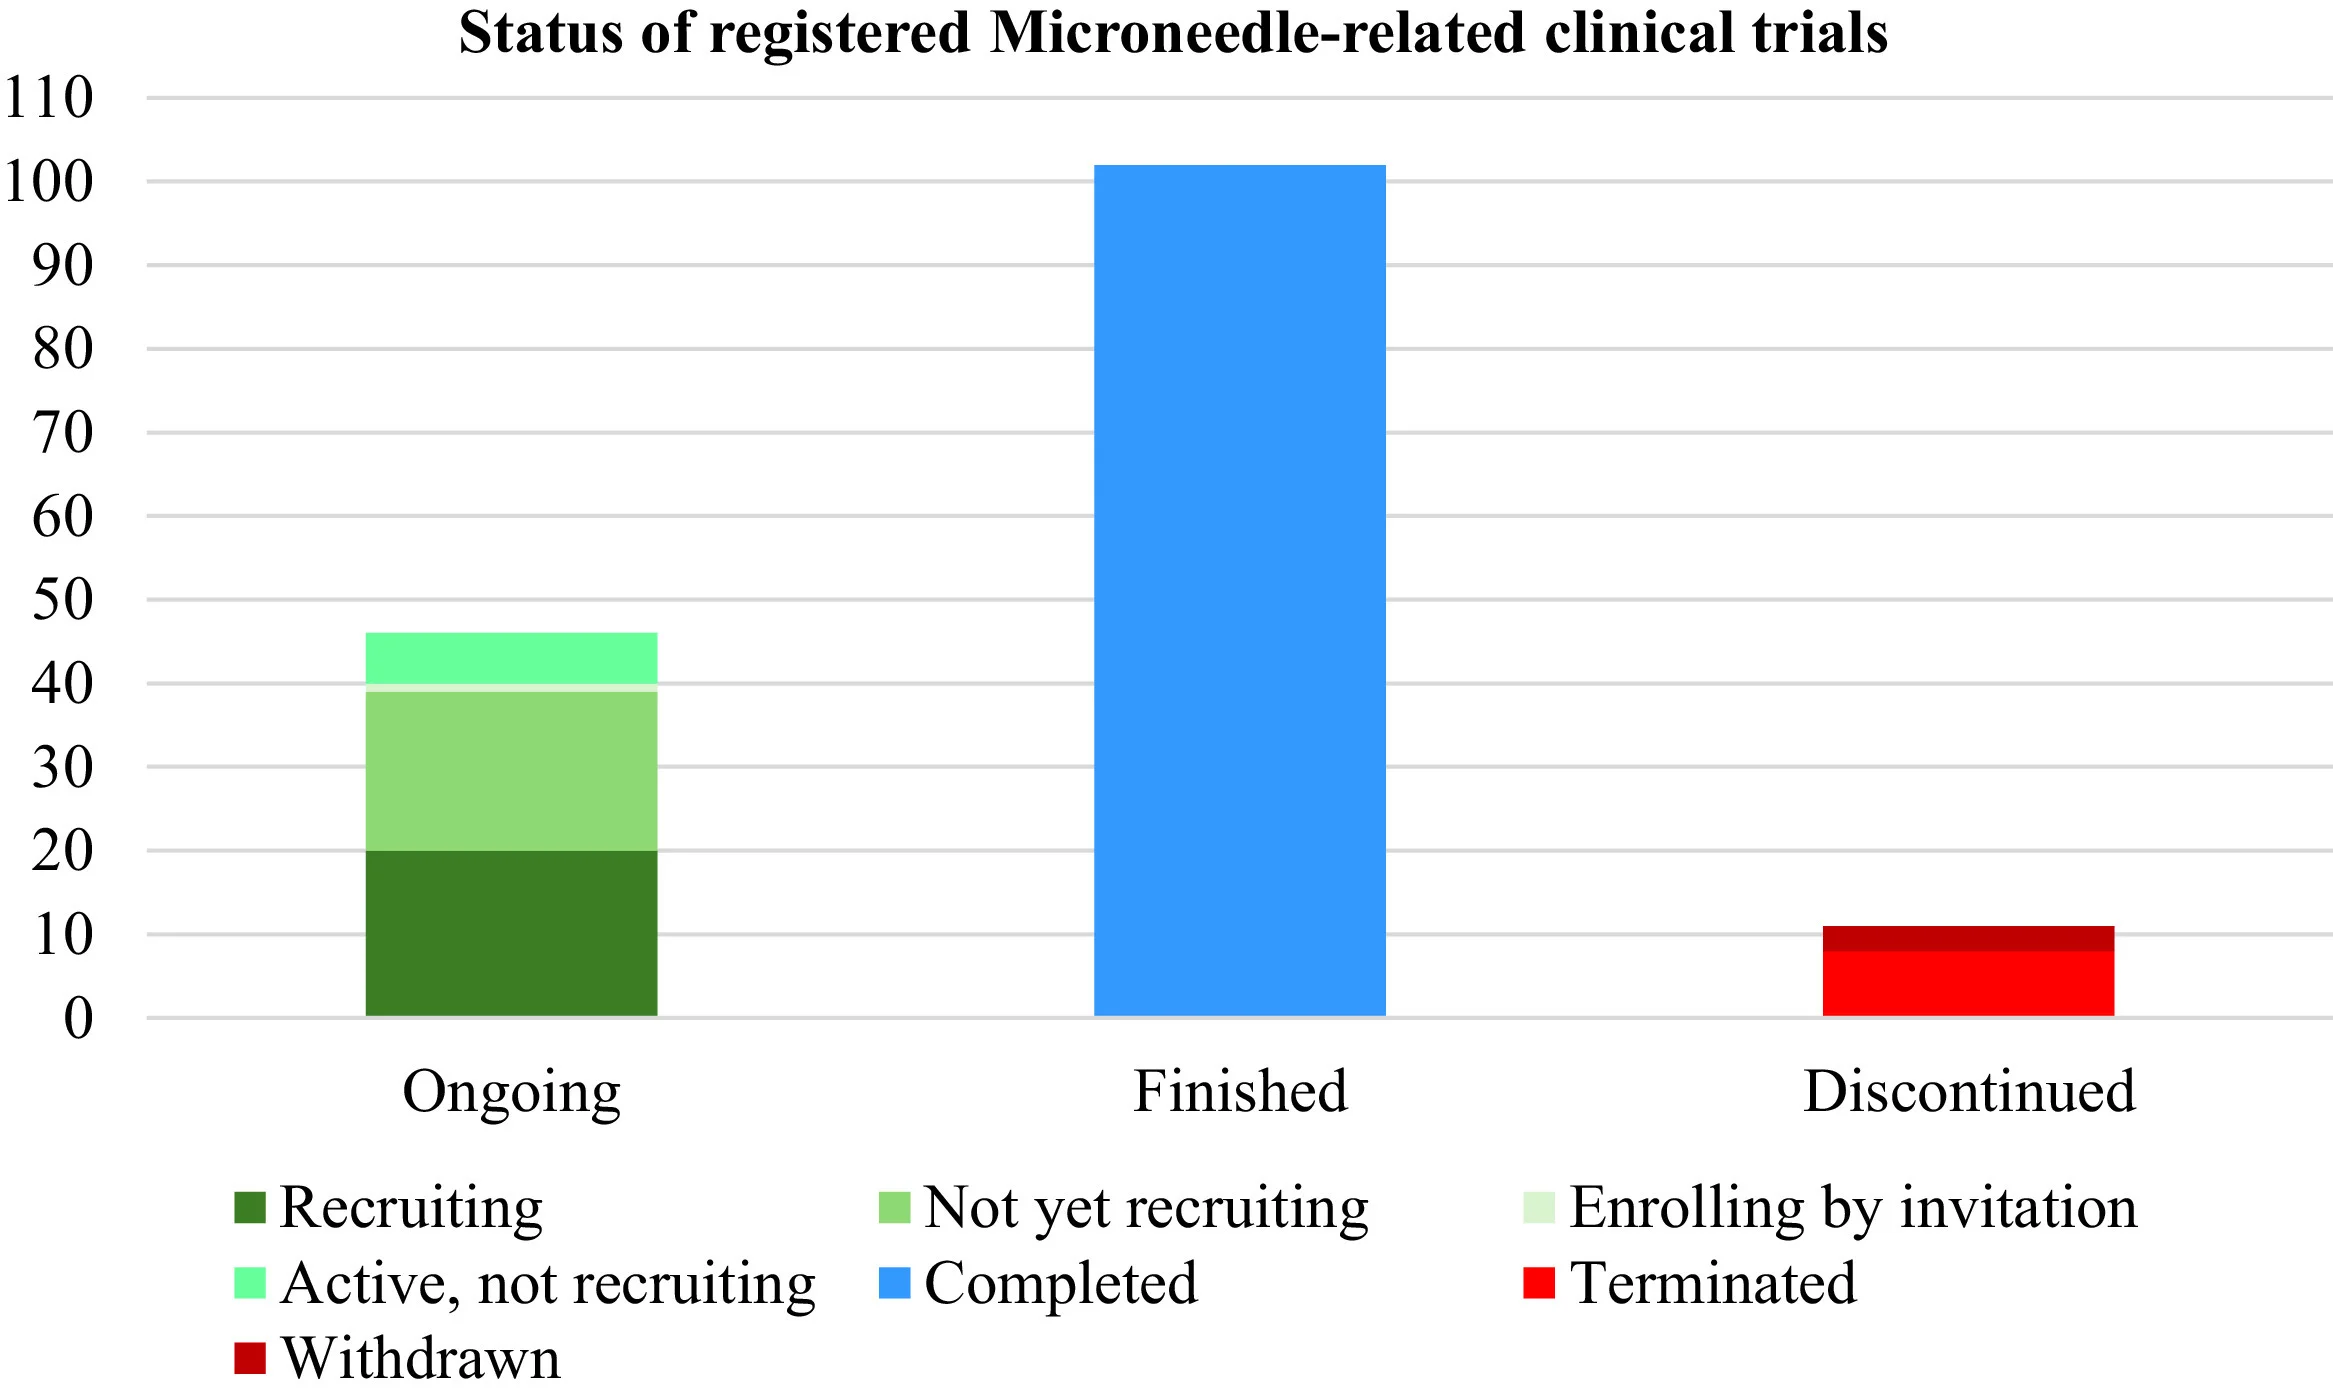 Status of registered Microneedle-related clinical trials
110
100
90
80
70
60
50
40
30
20
10
0
Ongoing Finished Discontinued
Recruiting Not yet recruiting Enrolling by invitation
Active, not recruiting Completed Terminated
Withdrawn